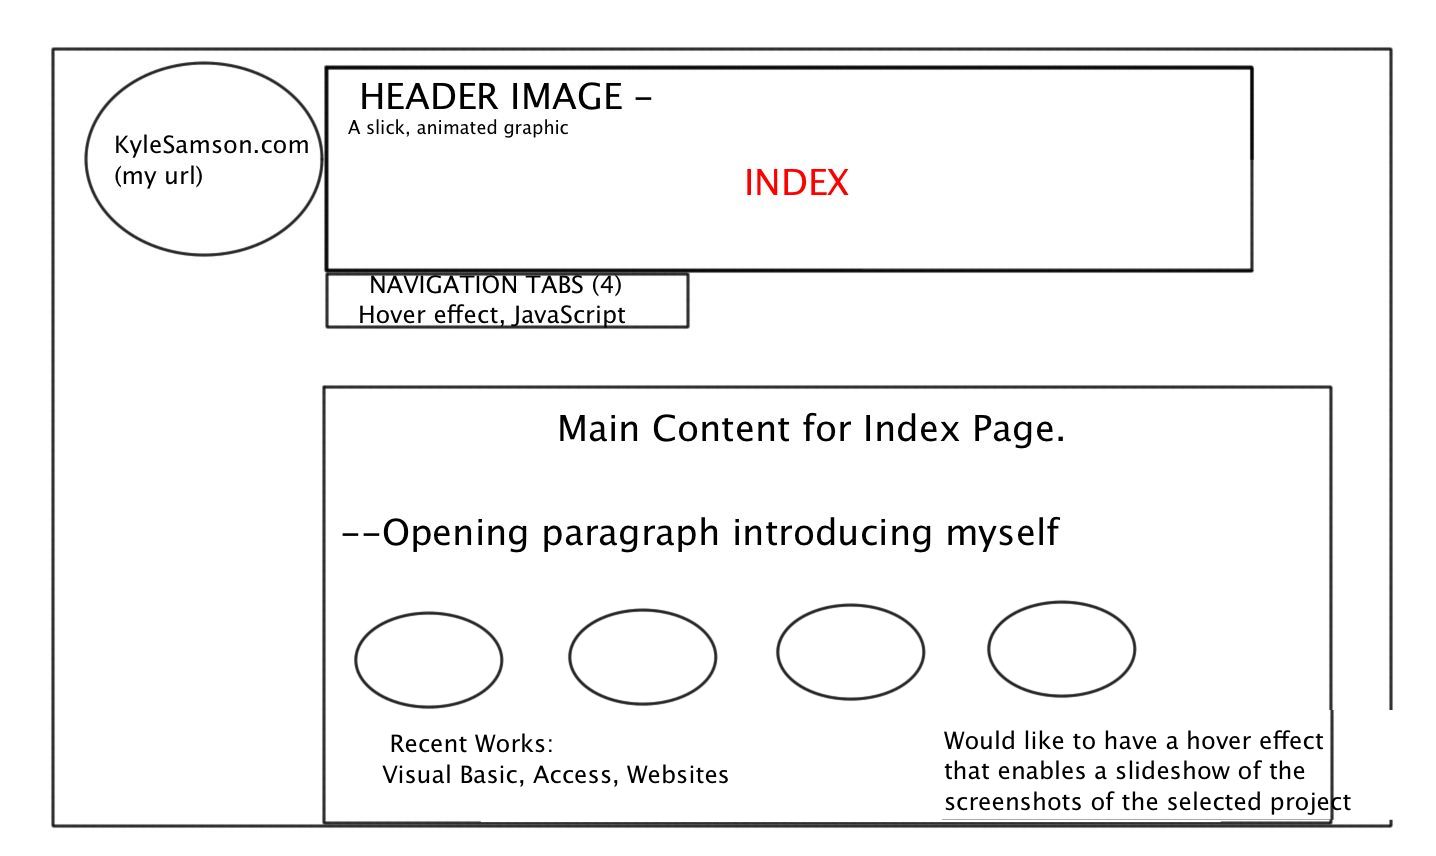 KyleSamson.com
(my url)
HEADER IMAGE –
A slick, animated graphic
INDEX
NAVIGATION TABS (4)
Hover effect, JavaScript
Main Content for Index Page.
--Opening paragraph introducing myself
Recent Works:
Visual Basic, Access, Websites
Would like to have a hover effect
that enables a slideshow of the
screenshots of the selected project